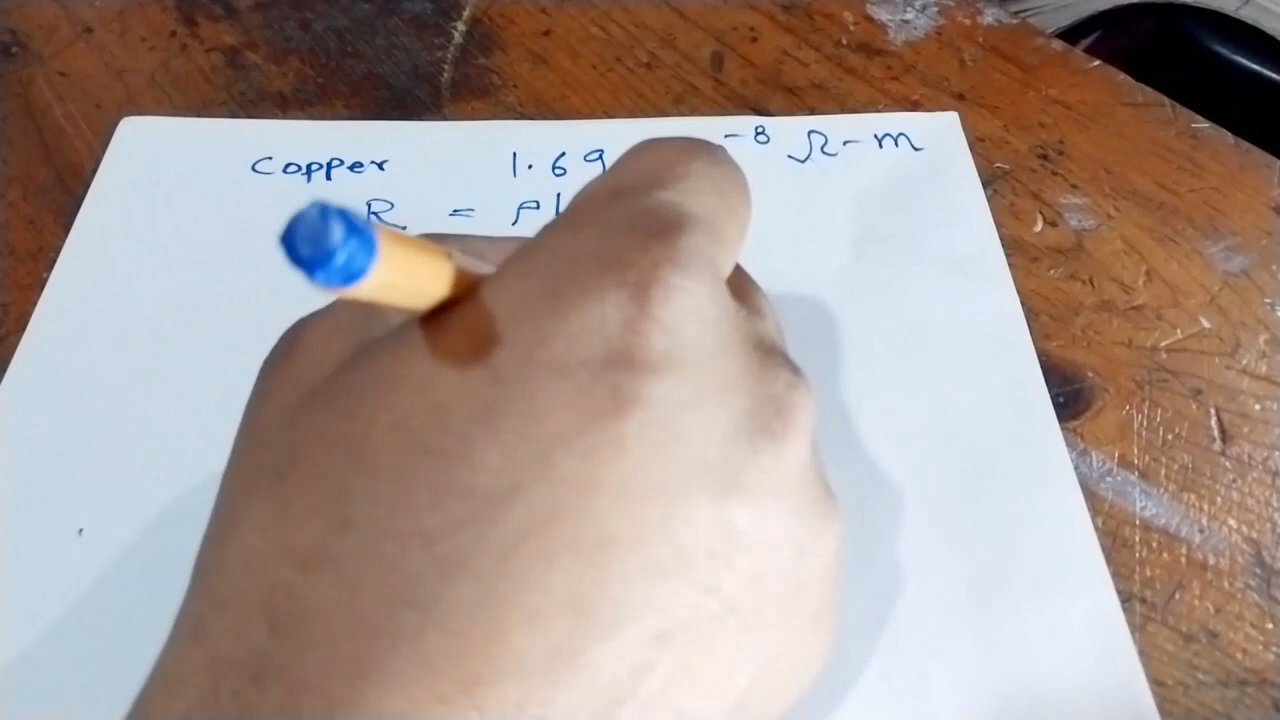 Copper 1.69 -8 Ω-m
R = ρl